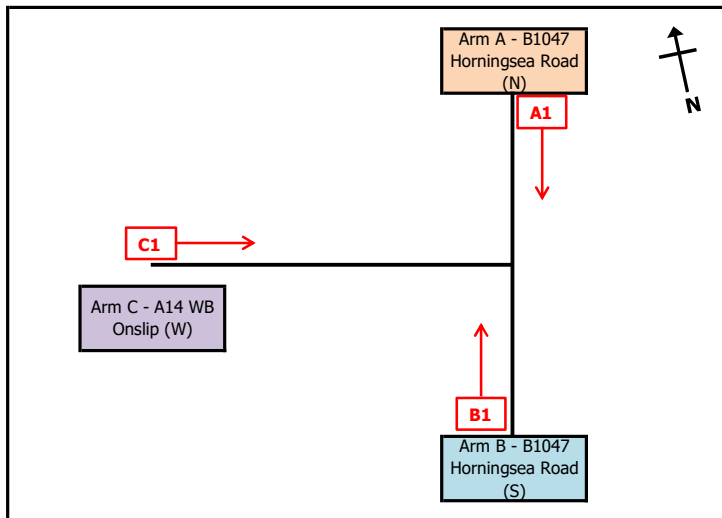 Arm A - B1047
Horningsea Road
(N)
A1
N
C1
Arm C - A14 WB
Onslip (W)
B1
Arm B - B1047
Horningsea Road
(S)